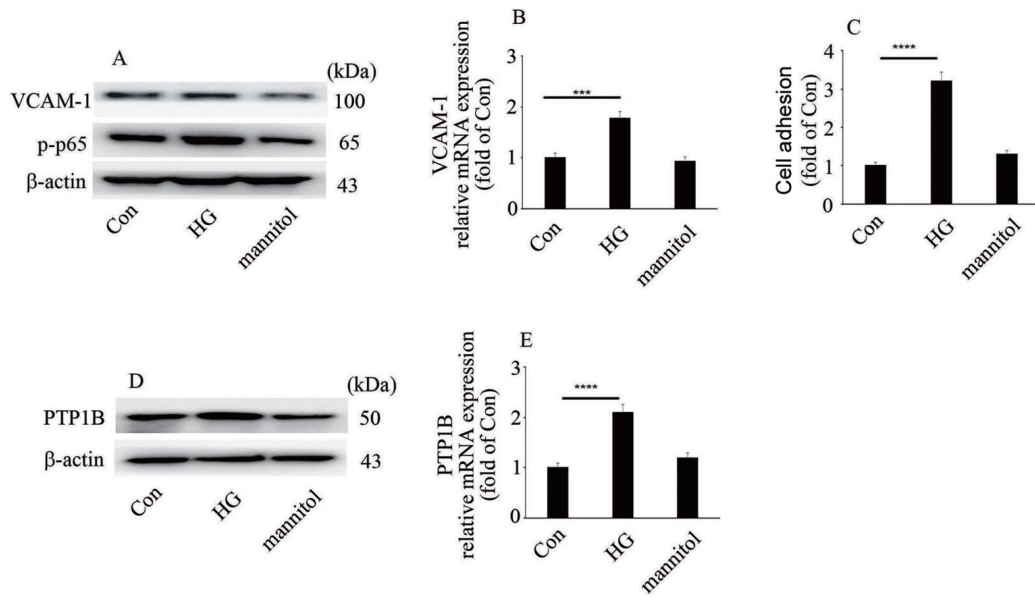 A
(kDa)
VCAM-1
100
p-p65
65
β-actin
43
Con
HG
mannitol
B
VCAM-1
relative mRNA expression
(fold of Con)
3
2
1
0
***
Con
HG
mannitol
C
Cell adhesion
(fold of Con)
4
3
2
1
0
****
Con
HG
mannitol
D
(kDa)
PTP1B
50
β-actin
43
Con
HG
mannitol
E
PTP1B
relative mRNA expression
(fold of Con)
3
2
1
0
****
Con
HG
mannitol